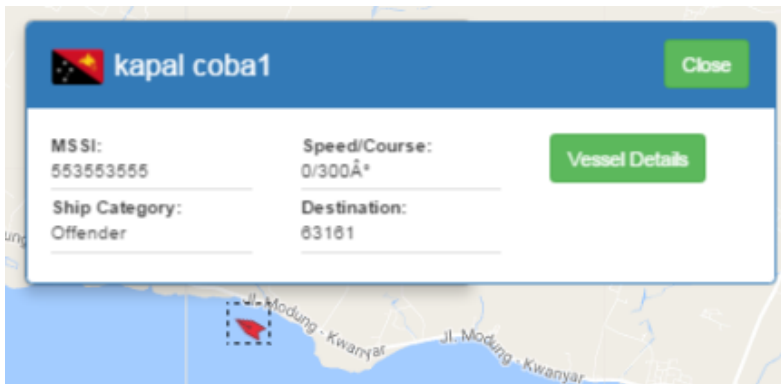 kapal coba1
Close
MSSI:
553553555
Speed/Course:
0/300Â°
Vessel Details
Ship Category:
Offender
Destination:
63161
ung
Jl. Modung - Kwanyar
Jl. Modung - Kwanyar